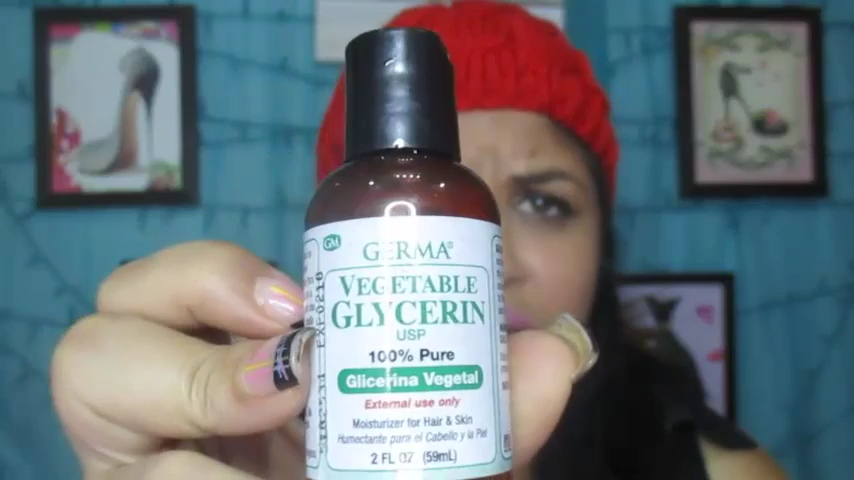 GM
GERMA®
VEGETABLE
GLYCERIN
USP
100% Pure
Glicerina Vegetal
External use only
Moisturizer for Hair & Skin
Humectante para el Cabello y la Piel
2 FL OZ (59mL)